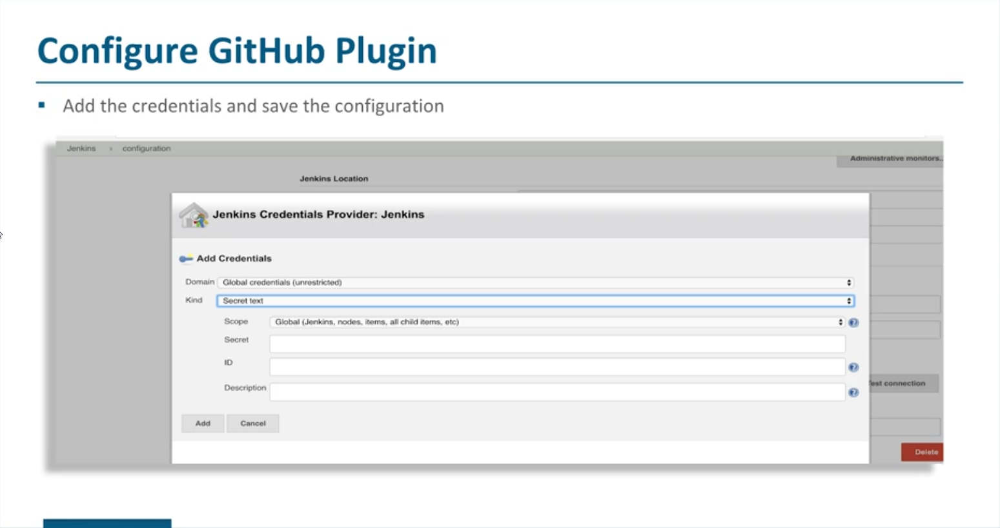 Configure GitHub Plugin
Add the credentials and save the configuration
Jenkins › configuration
Administrative monitors..
Jenkins Location
Jenkins Credentials Provider: Jenkins
Add Credentials
Domain Global credentials (unrestricted)
Kind Secret text
Scope Global (Jenkins, nodes, items, all child items, etc)
Secret
ID
Test connection
Description
Add Cancel
Delete